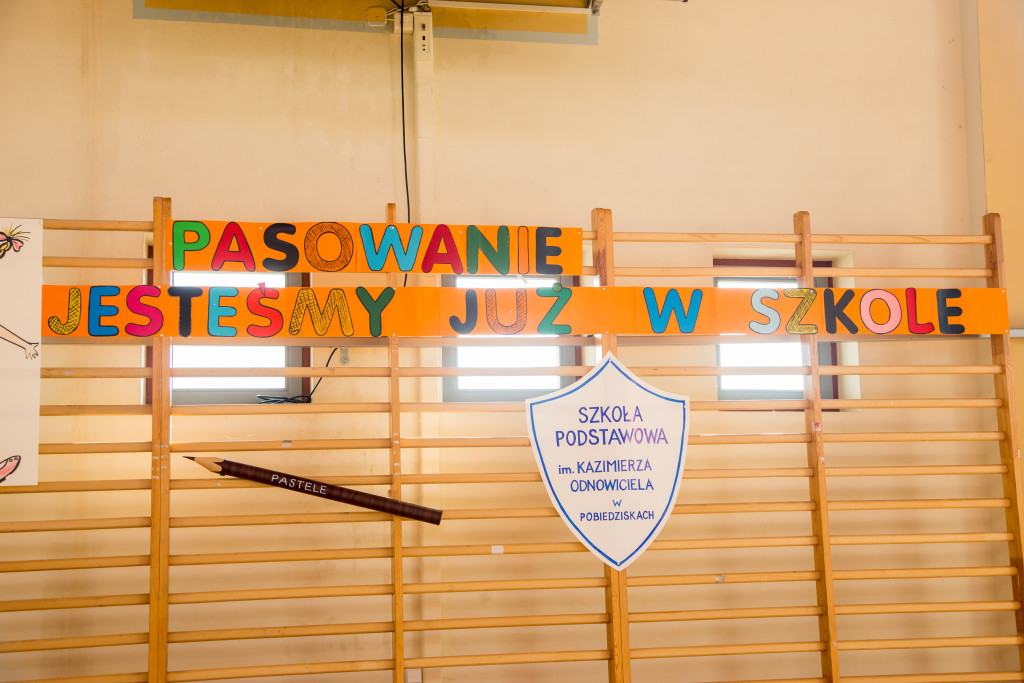 PASOWANIE
JESTEŚMY JUŻ W SZKOLE
SZKOŁA
PODSTAWOWA
im. KAZIMIERZA
ODNOWICIELA
W
POBIEDZISKACH
PASTELE